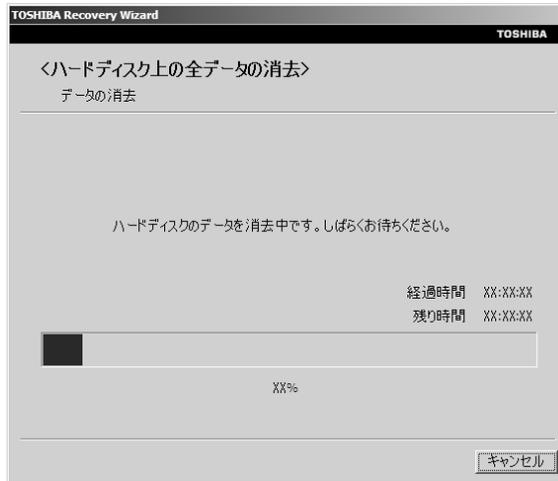 TOSHIBA Recovery Wizard
TOSHIBA
<ハードディスク上の全データの消去>
データの消去
ハードディスクのデータを消去中です。しばらくお待ちください。
経過時間 XX:XX:XX
残り時間 XX:XX:XX
XX%
キャンセル